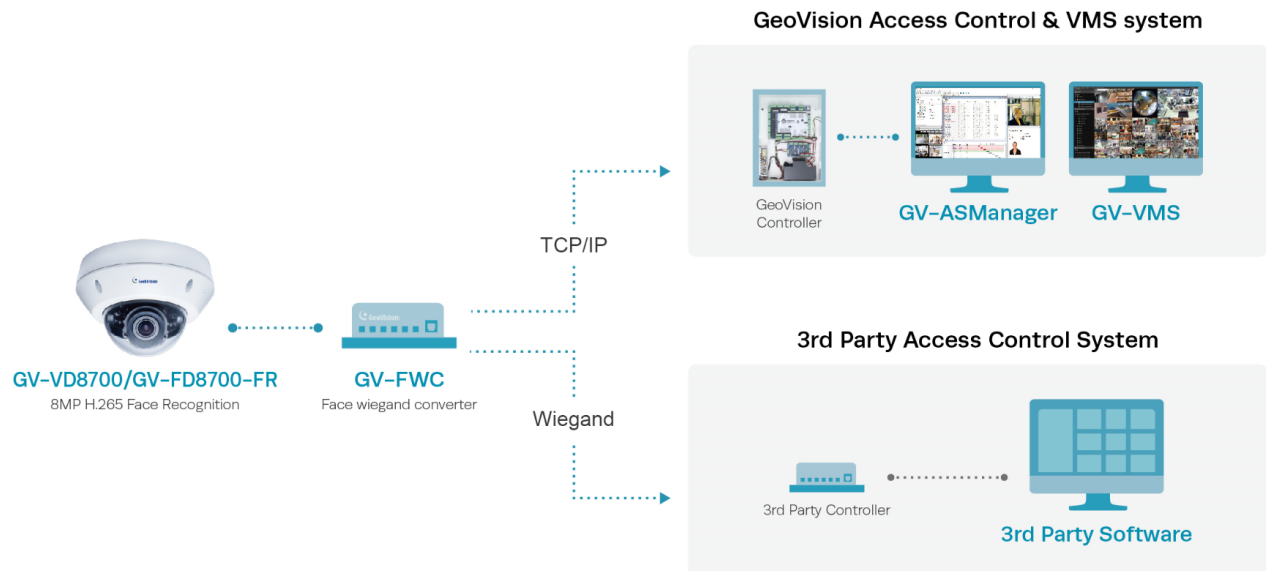 GeoVision Access Control & VMS system
GeoVision
Controller
GV-ASManager
GV-VMS
TCP/IP
GeoVision
GeoVision
GV-VD8700/GV-FD8700-FR
8MP H.265 Face Recognition
GV-FWC
Face wiegand converter
Wiegand
3rd Party Access Control System
3rd Party Controller
3rd Party Software